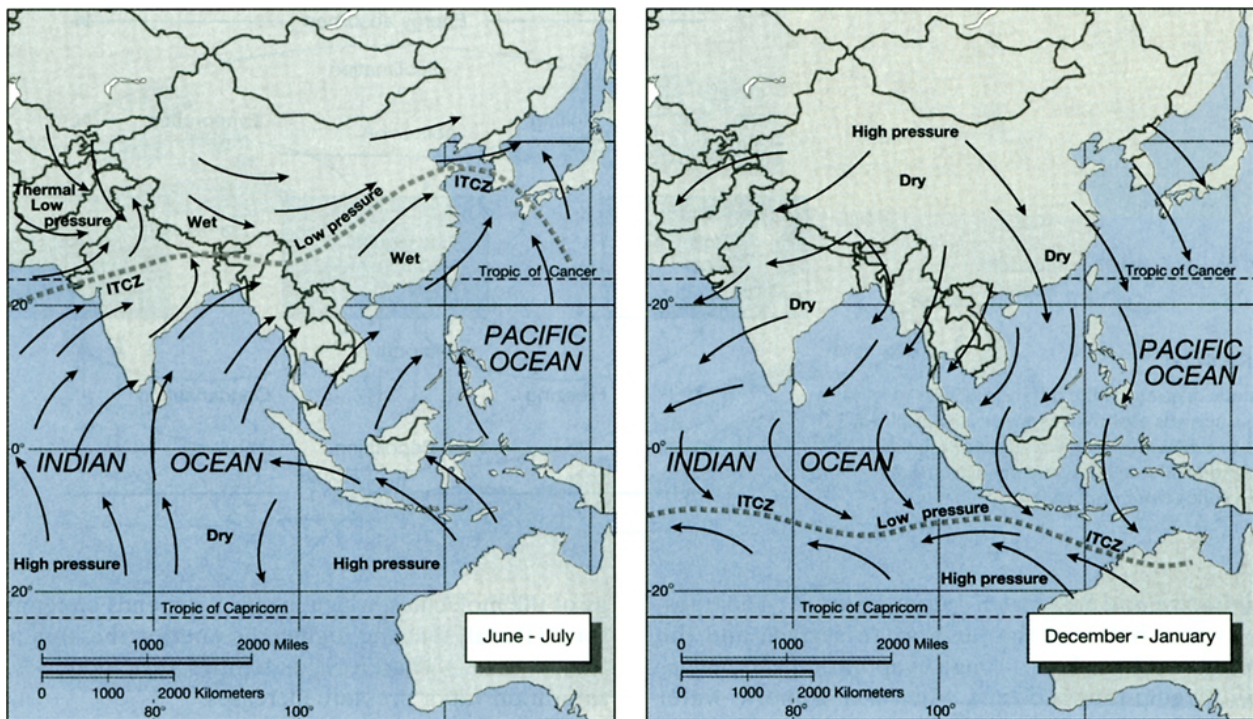 Thermal
Low
pressure
Wet
Low pressure
ITCZ
Wet
ITCZ
Tropic of Cancer
20°
PACIFIC
OCEAN
0°
INDIAN OCEAN
Dry
High pressure
High pressure
20°
Tropic of Capricorn
June - July
0 1000 2000 Miles
0 1000 2000 Kilometers
80° 100°
High pressure
Dry
Dry
Tropic of Cancer
20°
Dry
PACIFIC
OCEAN
0°
INDIAN OCEAN
ITCZ
Low pressure
ITCZ
High pressure
20°
Tropic of Capricorn
December - January
0 1000 2000 Miles
0 1000 2000 Kilometers
80° 100°